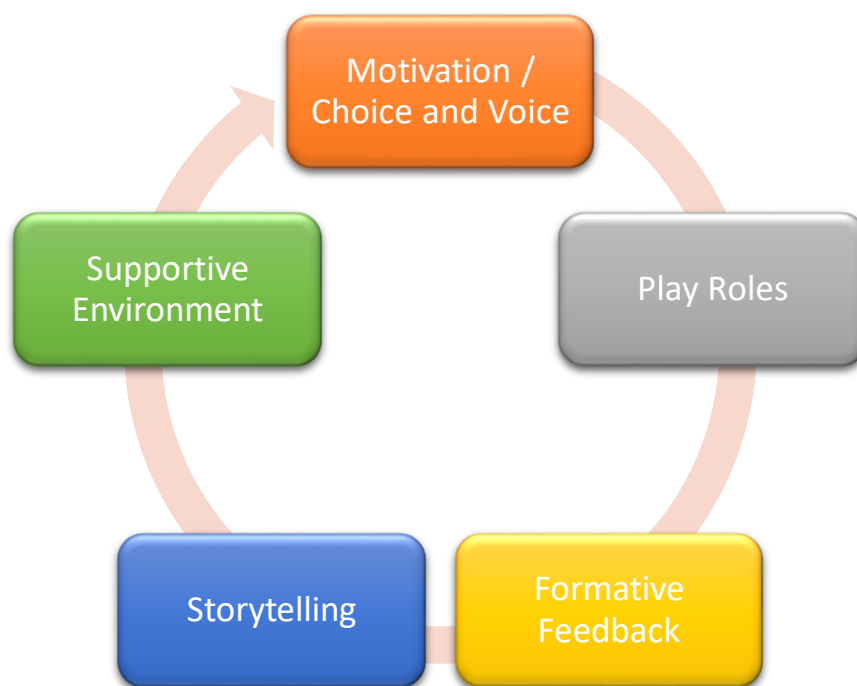 Motivation /
Choice and Voice
Play Roles
Formative
Feedback
Storytelling
Supportive
Environment